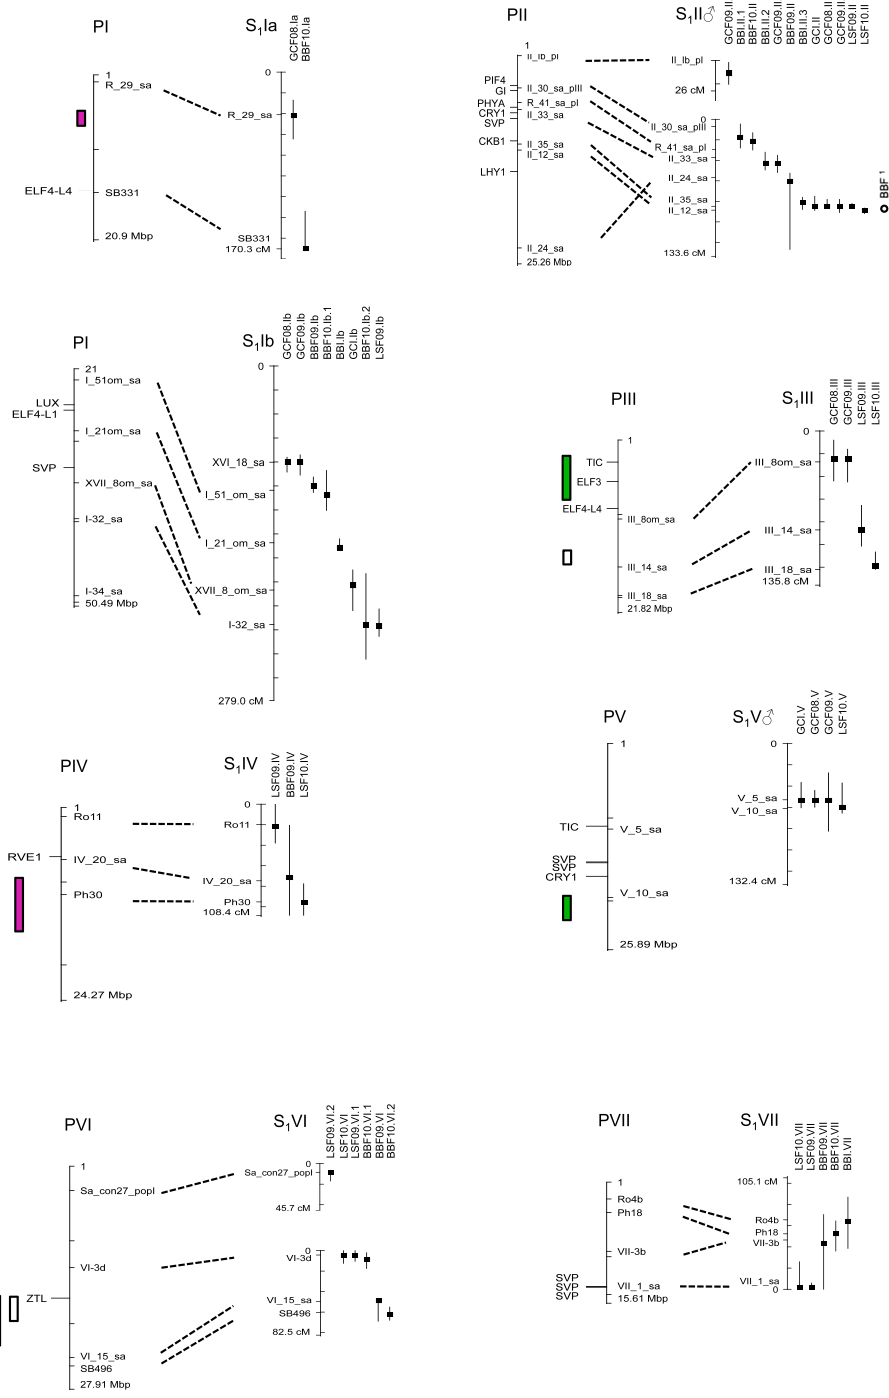 PI
S1Ia
GCF08.Ia
BBF10.Ia
1
R_29_sa
ELF4-L4
SB331
20.9 Mbp
0
R_29_sa
SB331
170.3 cM
PII
S1II♂
GCF09.II
BBI.II.1
BBF10.II
BBI.II.2
GCF09.II
BBF09.II
BBI.II.3
GCI.II
GCF08.II
GCF09.II
LSF09.II
LSF10.II
1
II_Ib_pI
PIF4
GI
II_30_sa_pIII
PHYA
R_41_sa_pI
CRY1
II_33_sa
SVP
CKB1
II_35_sa
II_12_sa
LHY1
II_24_sa
25.26 Mbp
II_Ib_pI
26 cM
0
II_30_sa_pIII
R_41_sa_pI
II_33_sa
II_24_sa
II_35_sa
II_12_sa
133.6 cM
BBF 1
PI
S1Ib
GCF08.Ib
GCF09.Ib
BBF09.Ib
BBF10.Ib.1
BBI.Ib
GCI.Ib
BBF10.Ib.2
LSF09.Ib
21
I_51om_sa
LUX
ELF4-L1
I_21om_sa
SVP
XVII_8om_sa
I-32_sa
I-34_sa
50.49 Mbp
0
XVI_18_sa
I_51_om_sa
I_21_om_sa
XVII_8_om_sa
I-32_sa
279.0 cM
PIII
S1III
GCF08.III
GCF09.III
LSF09.III
LSF10.III
1
TIC
ELF3
ELF4-L4
III_8om_sa
III_14_sa
III_18_sa
21.82 Mbp
0
III_8om_sa
III_14_sa
III_18_sa
135.8 cM
PIV
S1IV
LSF09.IV
BBF09.IV
LSF10.IV
1
Ro11
RVE1
IV_20_sa
Ph30
24.27 Mbp
0
Ro11
IV_20_sa
Ph30
108.4 cM
PV
S1V♂
GCI.V
GCF08.V
GCF09.V
LSF10.V
1
TIC
V_5_sa
SVP
SVP
CRY1
V_10_sa
25.89 Mbp
0
V_5_sa
V_10_sa
132.4 cM
PVI
S1VI
LSF09.VI.2
LSF10.VI
LSF09.VI.1
BBF10.VI.1
BBF09.VI
BBF10.VI.2
1
Sa_con27_popI
VI-3d
ZTL
VI_15_sa
SB496
27.91 Mbp
0
Sa_con27_popI
45.7 cM
0
VI-3d
VI_15_sa
SB496
82.5 cM
PVII
S1VII
LSF10.VII
LSF09.VII
BBF09.VII
BBF10.VII
BBI.VII
1
Ro4b
Ph18
VII-3b
SVP
SVP
SVP
VII_1_sa
15.61 Mbp
105.1 cM
Ro4b
Ph18
VII-3b
VII_1_sa
0